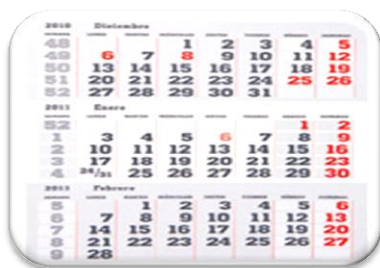 2010 Diciembre
48 1 2 3 4 5
49 6 7 8 9 10 11 12
50 13 14 15 16 17 18 19
51 20 21 22 23 24 25 26
52 27 28 29 30 31
2011 Enero
52 1 2
1 3 4 5 6 7 8 9
2 10 11 12 13 14 15 16
3 17 18 19 20 21 22 23
4 24/31 25 26 27 28 29 30
2011 Febrero
5 1 2 3 4 5 6
6 7 8 9 10 11 12 13
7 14 15 16 17 18 19 20
8 21 22 23 24 25 26 27
9 28